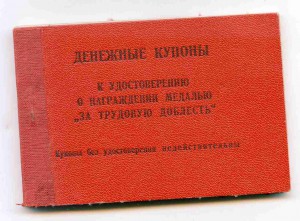 ДЕНЕЖНЫЕ КУПОНЫ
К УДОСТОВЕРЕНИЮ
О НАГРАЖДЕНИИ МЕДАЛЬЮ
„ЗА ТРУДОВУЮ ДОБЛЕСТЬ“
Купоны без удостоверения недействительны